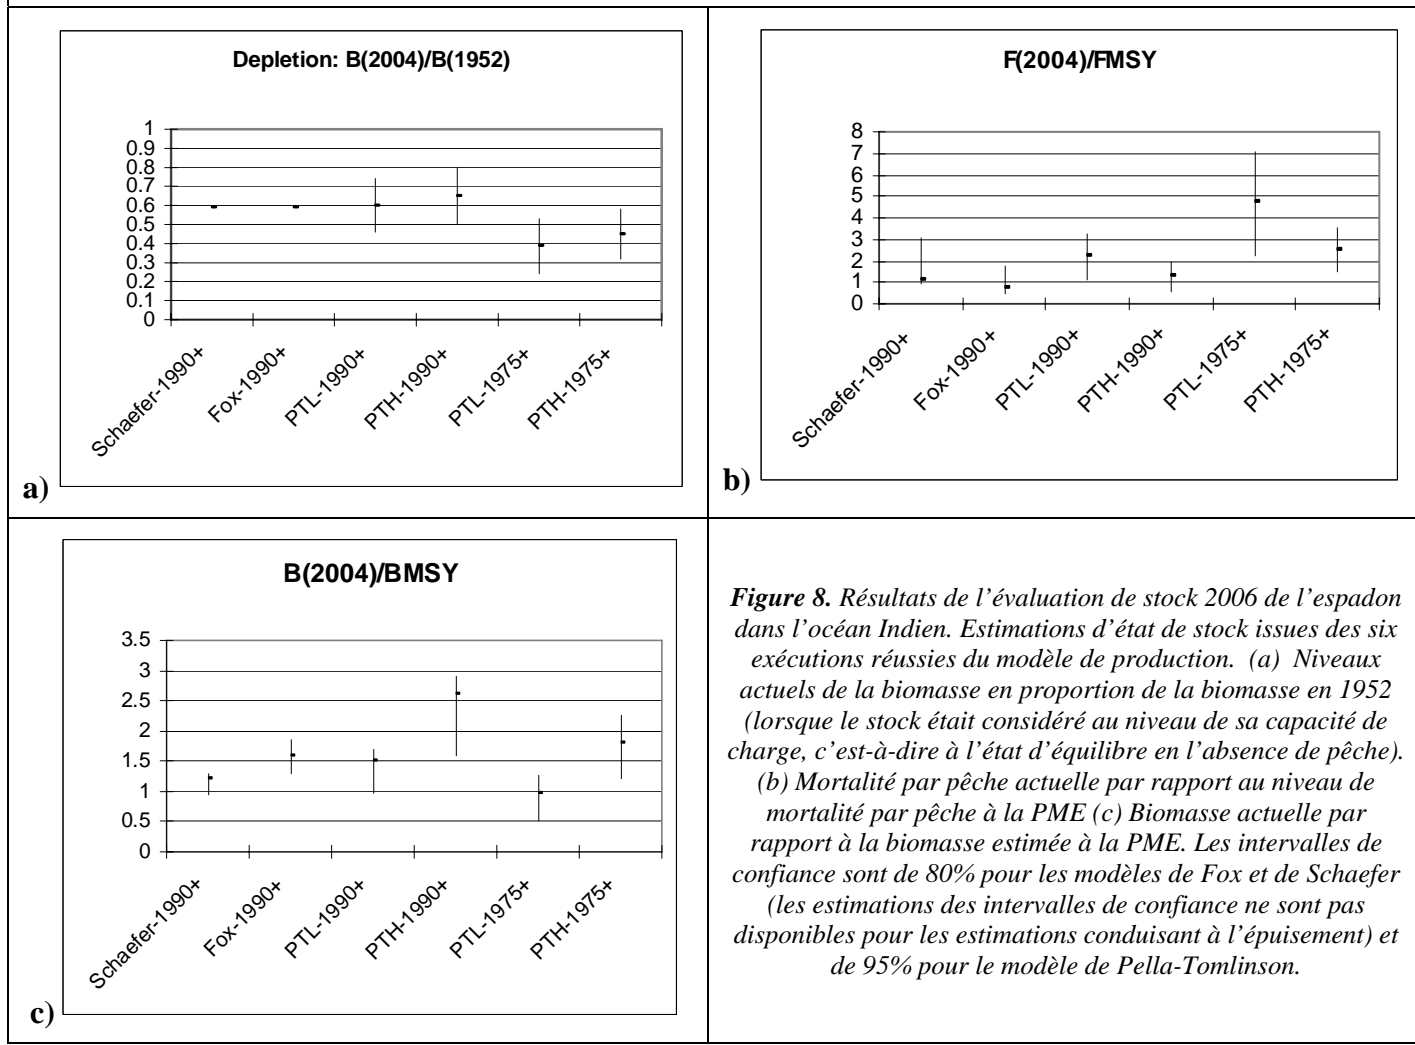 Depletion: B(2004)/B(1952)
1
0.9
0.8
0.7
0.6
0.5
0.4
0.3
0.2
0.1
0
Schaefer-1990+
Fox-1990+
PTL-1990+
PTH-1990+
PTL-1975+
PTH-1975+
a)
F(2004)/FMSY
8
7
6
5
4
3
2
1
0
Schaefer-1990+
Fox-1990+
PTL-1990+
PTH-1990+
PTL-1975+
PTH-1975+
b)
B(2004)/BMSY
3.5
3
2.5
2
1.5
1
0.5
0
Schaefer-1990+
Fox-1990+
PTL-1990+
PTH-1990+
PTL-1975+
PTH-1975+
c)
Figure 8. Résultats de l’évaluation de stock 2006 de l’espadon
dans l’océan Indien. Estimations d’état de stock issues des six
exécutions réussies du modèle de production. (a) Niveaux
actuels de la biomasse en proportion de la biomasse en 1952
(lorsque le stock était considéré au niveau de sa capacité de
charge, c’est-à-dire à l’état d’équilibre en l’absence de pêche).
(b) Mortalité par pêche actuelle par rapport au niveau de
mortalité par pêche à la PME (c) Biomasse actuelle par
rapport à la biomasse estimée à la PME. Les intervalles de
confiance sont de 80% pour les modèles de Fox et de Schaefer
(les estimations des intervalles de confiance ne sont pas
disponibles pour les estimations conduisant à l’épuisement) et
de 95% pour le modèle de Pella-Tomlinson.